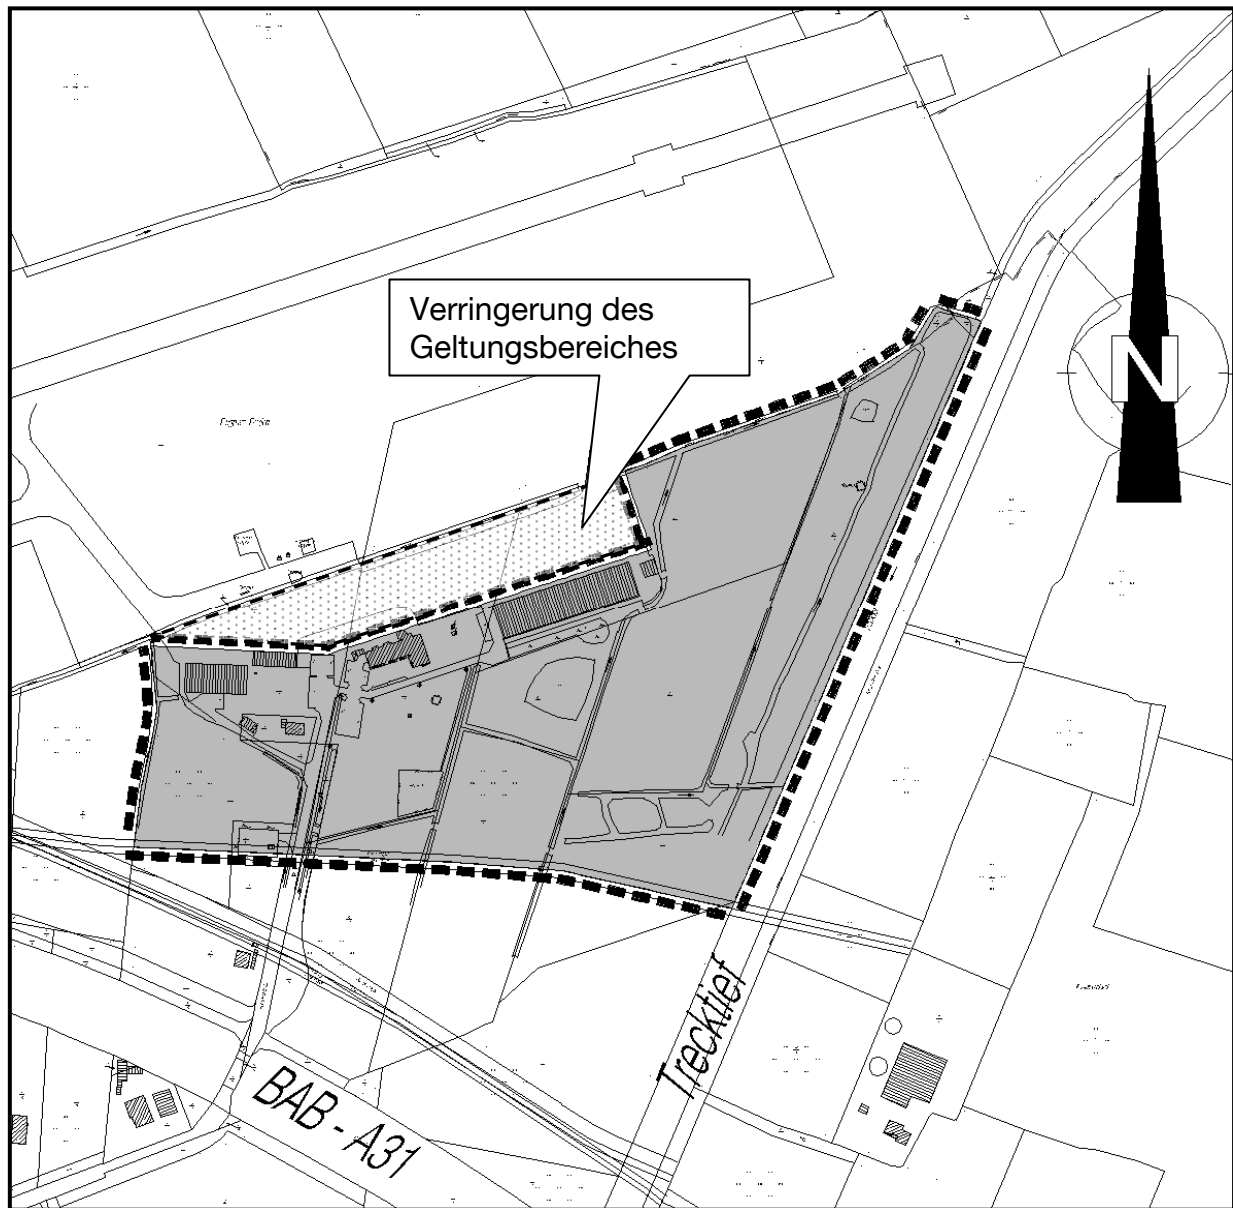 Verringerung des
Geltungsbereiches
N
Trecktief
BAB - A31